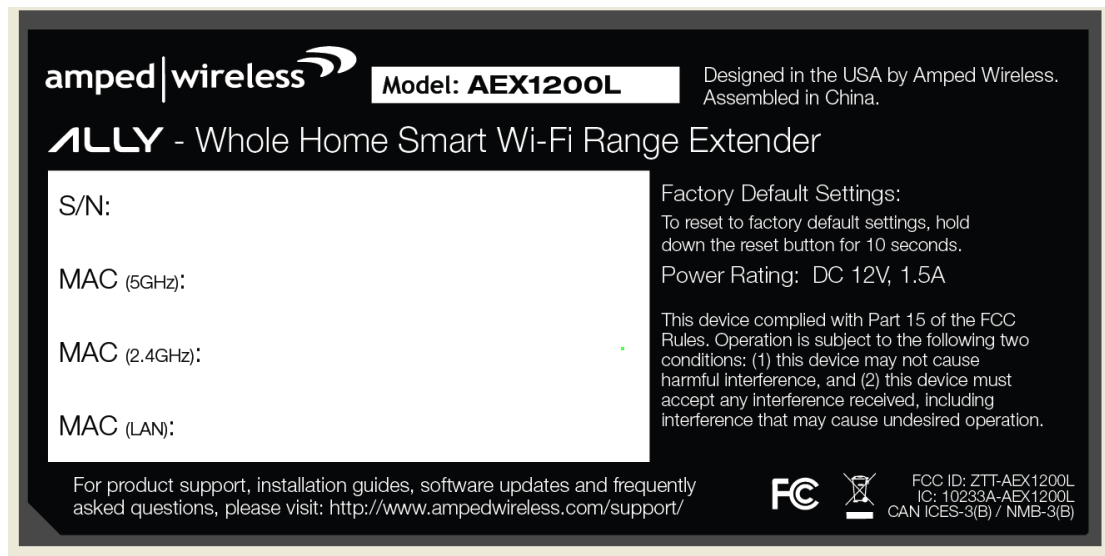 amped|wireless
Model: AEX1200L
Designed in the USA by Amped Wireless.
Assembled in China.
ALLY - Whole Home Smart Wi-Fi Range Extender
S/N:
MAC (5GHz):
MAC (2.4GHz):
MAC (LAN):
Factory Default Settings:
To reset to factory default settings, hold
down the reset button for 10 seconds.
Power Rating: DC 12V, 1.5A
This device complied with Part 15 of the FCC
Rules. Operation is subject to the following two
conditions: (1) this device may not cause
harmful interference, and (2) this device must
accept any interference received, including
interference that may cause undesired operation.
For product support, installation guides, software updates and frequently
asked questions, please visit: http://www.ampedwireless.com/support/
FC
FCC ID: ZTT-AEX1200L
IC: 10233A-AEX1200L
CAN ICES-3(B) / NMB-3(B)